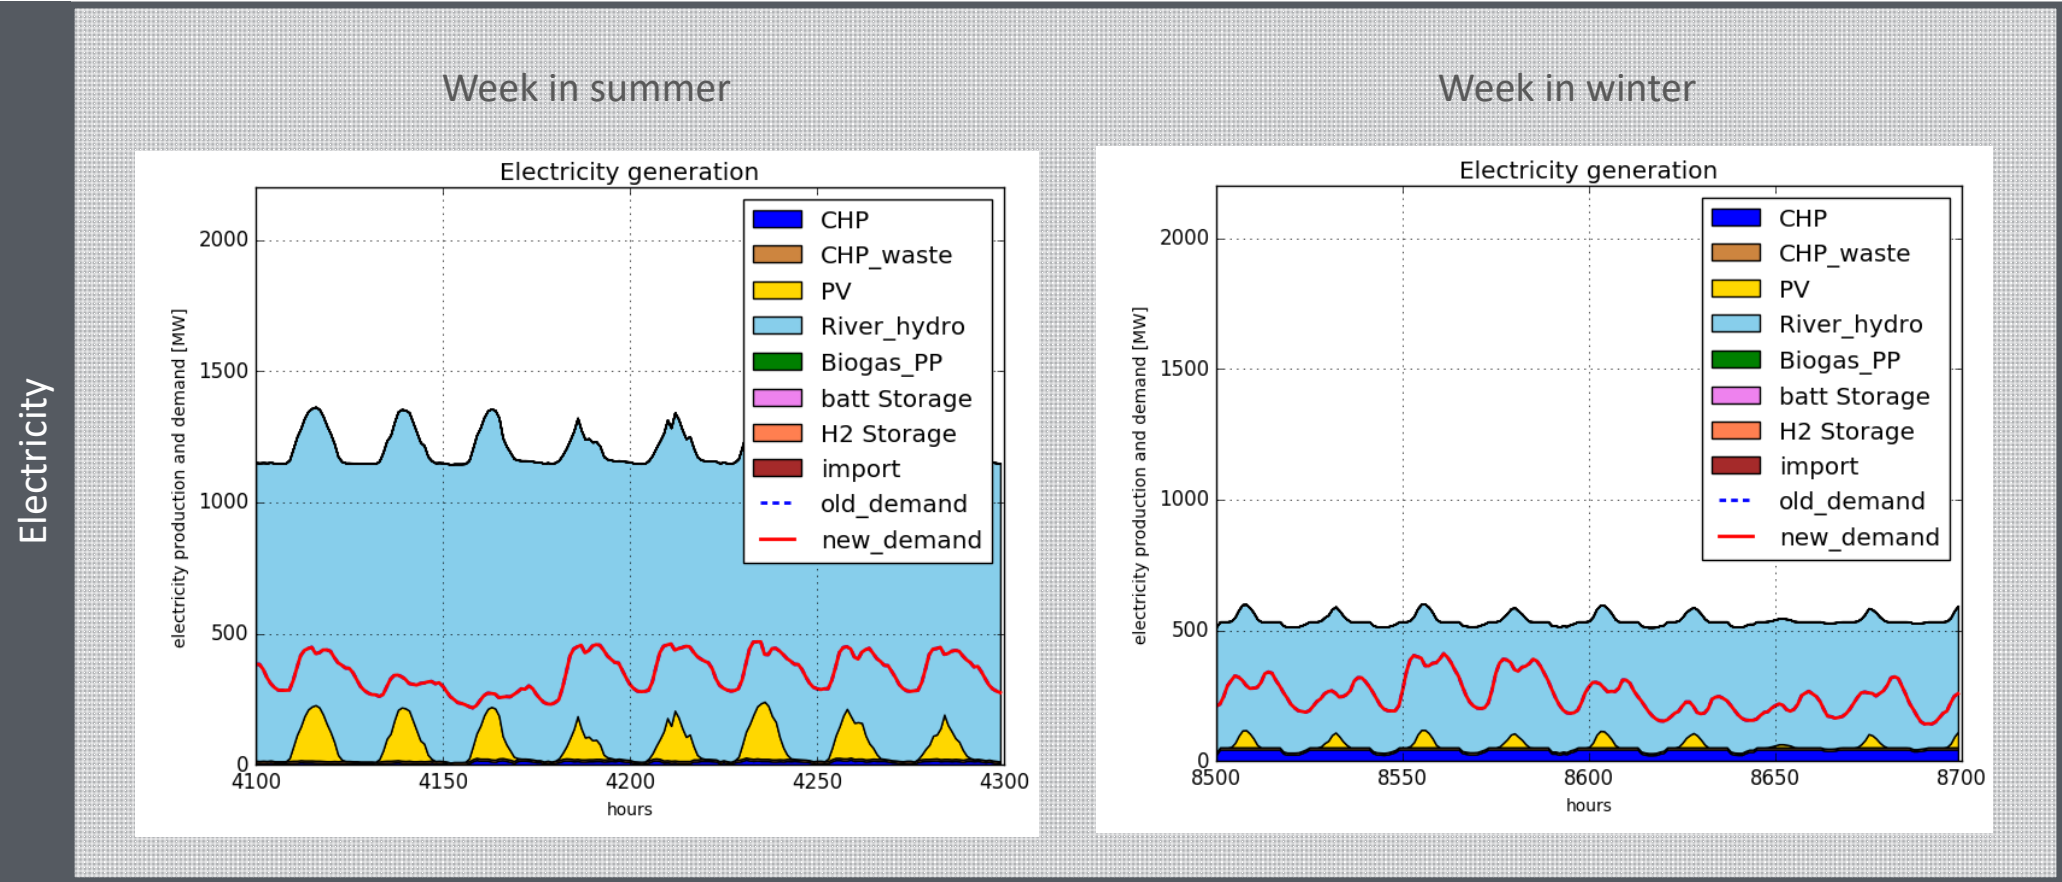 Electricity
Week in summer
Week in winter
Electricity generation
electricity production and demand [MW]
2000
1500
1000
500
0
4100
4150
4200
4250
4300
hours
CHP
CHP_waste
PV
River_hydro
Biogas_PP
batt Storage
H2 Storage
import
old_demand
new_demand
Electricity generation
electricity production and demand [MW]
2000
1500
1000
500
0
8500
8550
8600
8650
8700
hours
CHP
CHP_waste
PV
River_hydro
Biogas_PP
batt Storage
H2 Storage
import
old_demand
new_demand